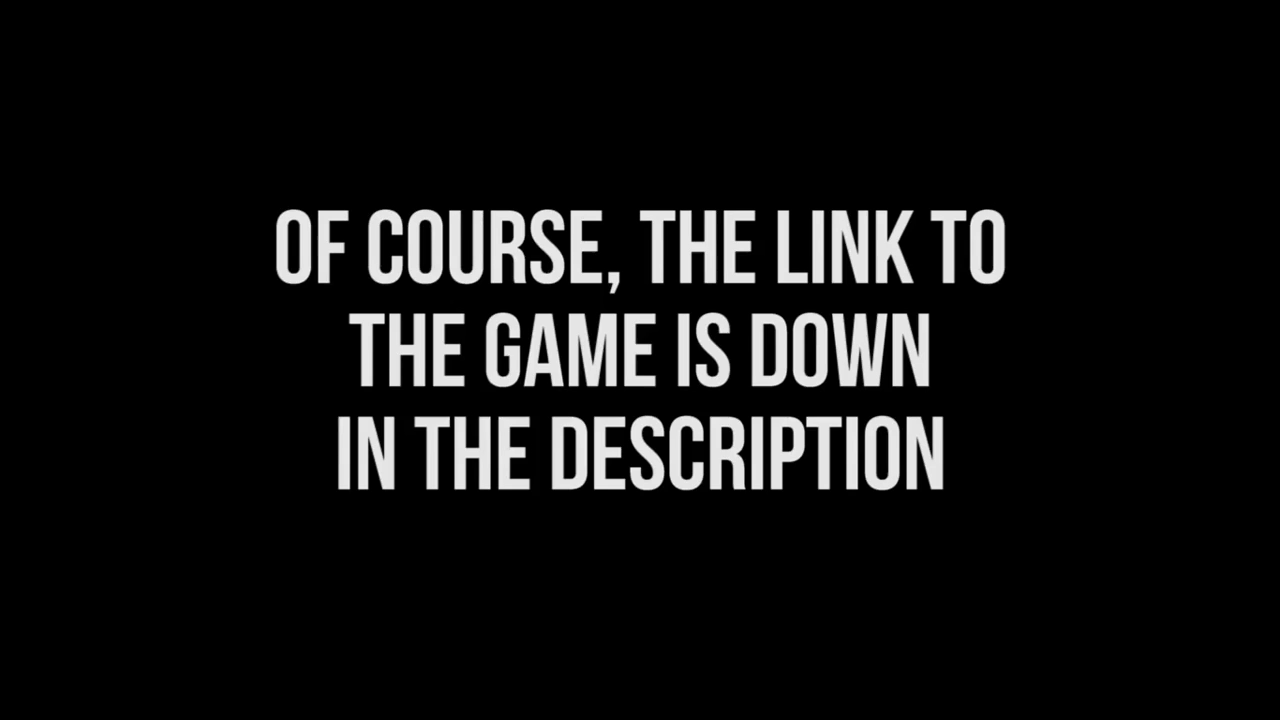 OF COURSE, THE LINK TO
THE GAME IS DOWN
IN THE DESCRIPTION